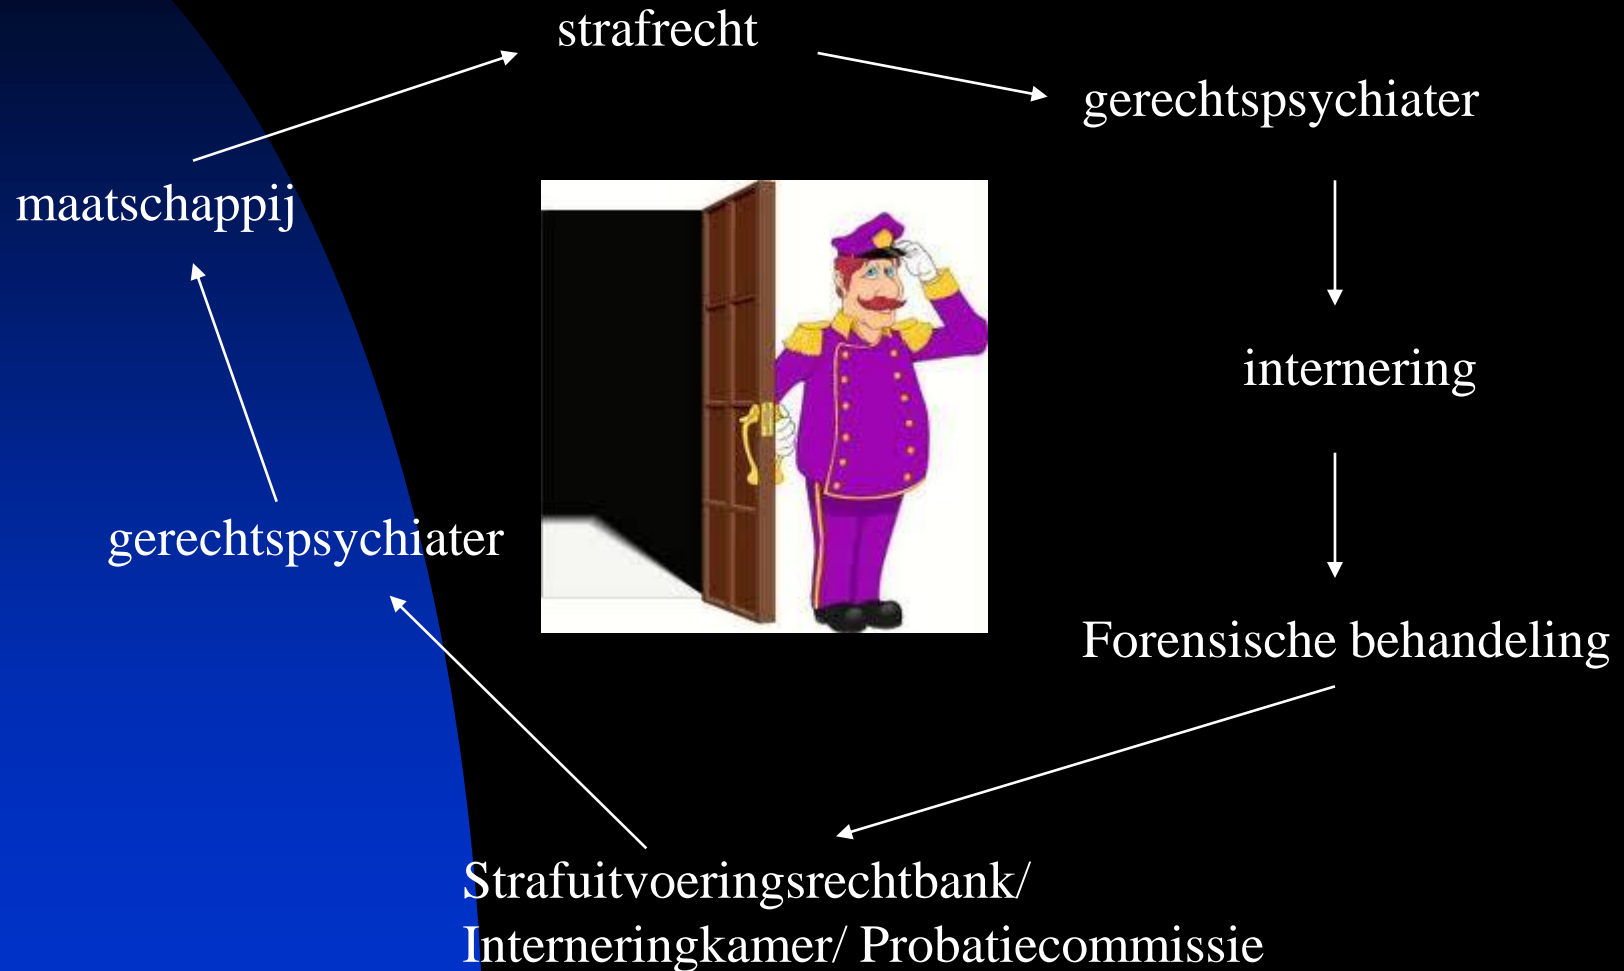 strafrecht
gerechtspsychiater
maatschappij
internering
gerechtspsychiater
Forensische behandeling
Strafuitvoeringsrechtbank/
Interneringkamer/ Probatiecommissie